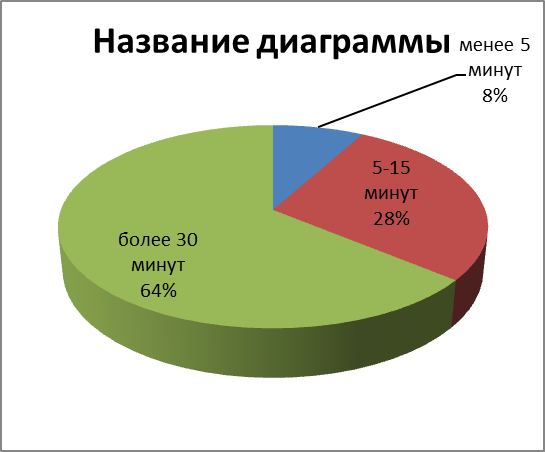 Название диаграммы
менее 5
минут
8%
5-15
минут
28%
более 30
минут
64%